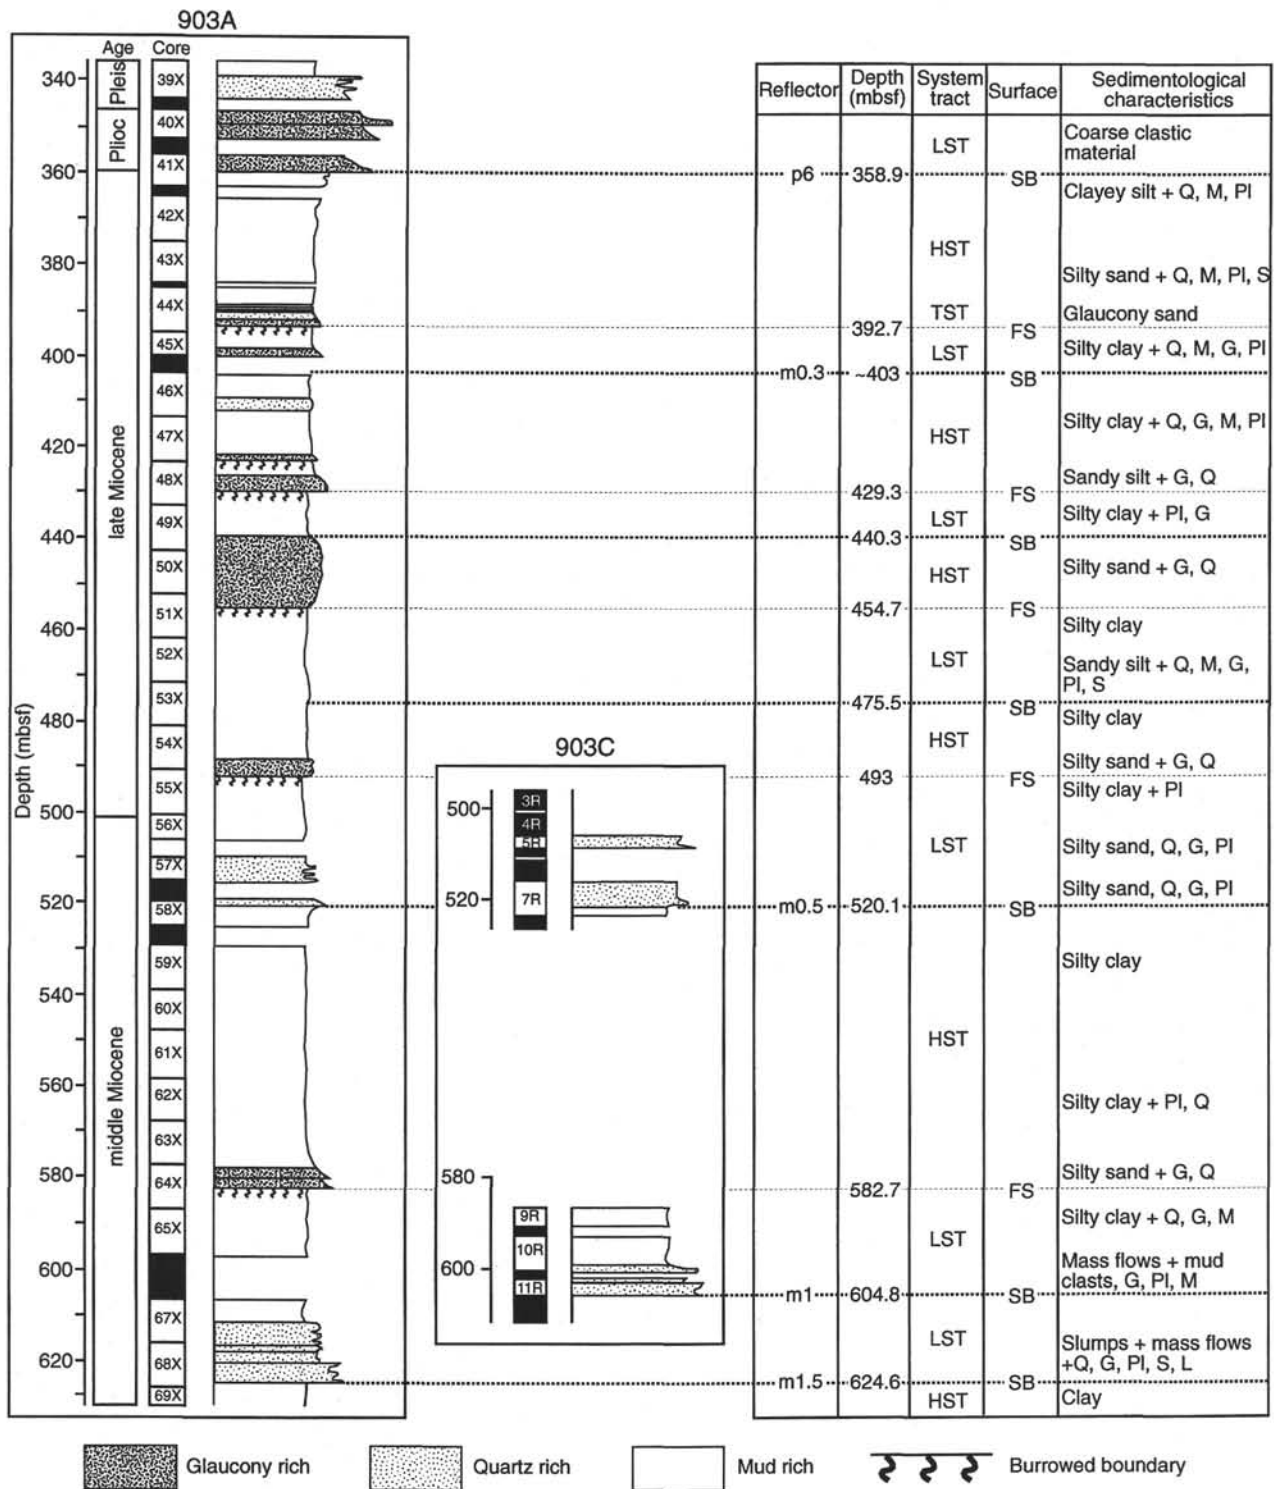 903A
Age Core
Depth (mbsf)
340
360
380
400
420
440
460
480
500
520
540
560
580
600
620
Pleis
Plioc
late Miocene
middle Miocene
39X
40X
41X
42X
43X
44X
45X
46X
47X
48X
49X
50X
51X
52X
53X
54X
55X
56X
57X
58X
59X
60X
61X
62X
63X
64X
65X
67X
68X
69X
903C
500
520
580
600
3R
4R
5R
7R
9R
10R
11R
Reflector Depth (mbsf) System tract Surface Sedimentological characteristics
LST Coarse clastic
material
p6 358.9 SB
Clayey silt + Q, M, Pl
HST
Silty sand + Q, M, Pl, S
TST Glaucony sand
392.7 FS
LST Silty clay + Q, M, G, Pl
m0.3 ~403 SB
HST Silty clay + Q, G, M, Pl
Sandy silt + G, Q
429.3 FS
LST Silty clay + Pl, G
440.3 SB
HST Silty sand + G, Q
454.7 FS
Silty clay
LST Sandy silt + Q, M, G,
Pl, S
475.5 SB
Silty clay
HST
Silty sand + G, Q
493 FS
Silty clay + Pl
LST Silty sand, Q, G, Pl
Silty sand, Q, G, Pl
m0.5 520.1 SB
Silty clay
HST
Silty clay + Pl, Q
Silty sand + G, Q
582.7 FS
Silty clay + Q, G, M
LST
Mass flows + mud
clasts, G, Pl, M
m1 604.8 SB
LST Slumps + mass flows
+Q, G, Pl, S, L
m1.5 624.6 SB
HST Clay
Glaucony rich Quartz rich Mud rich Burrowed boundary